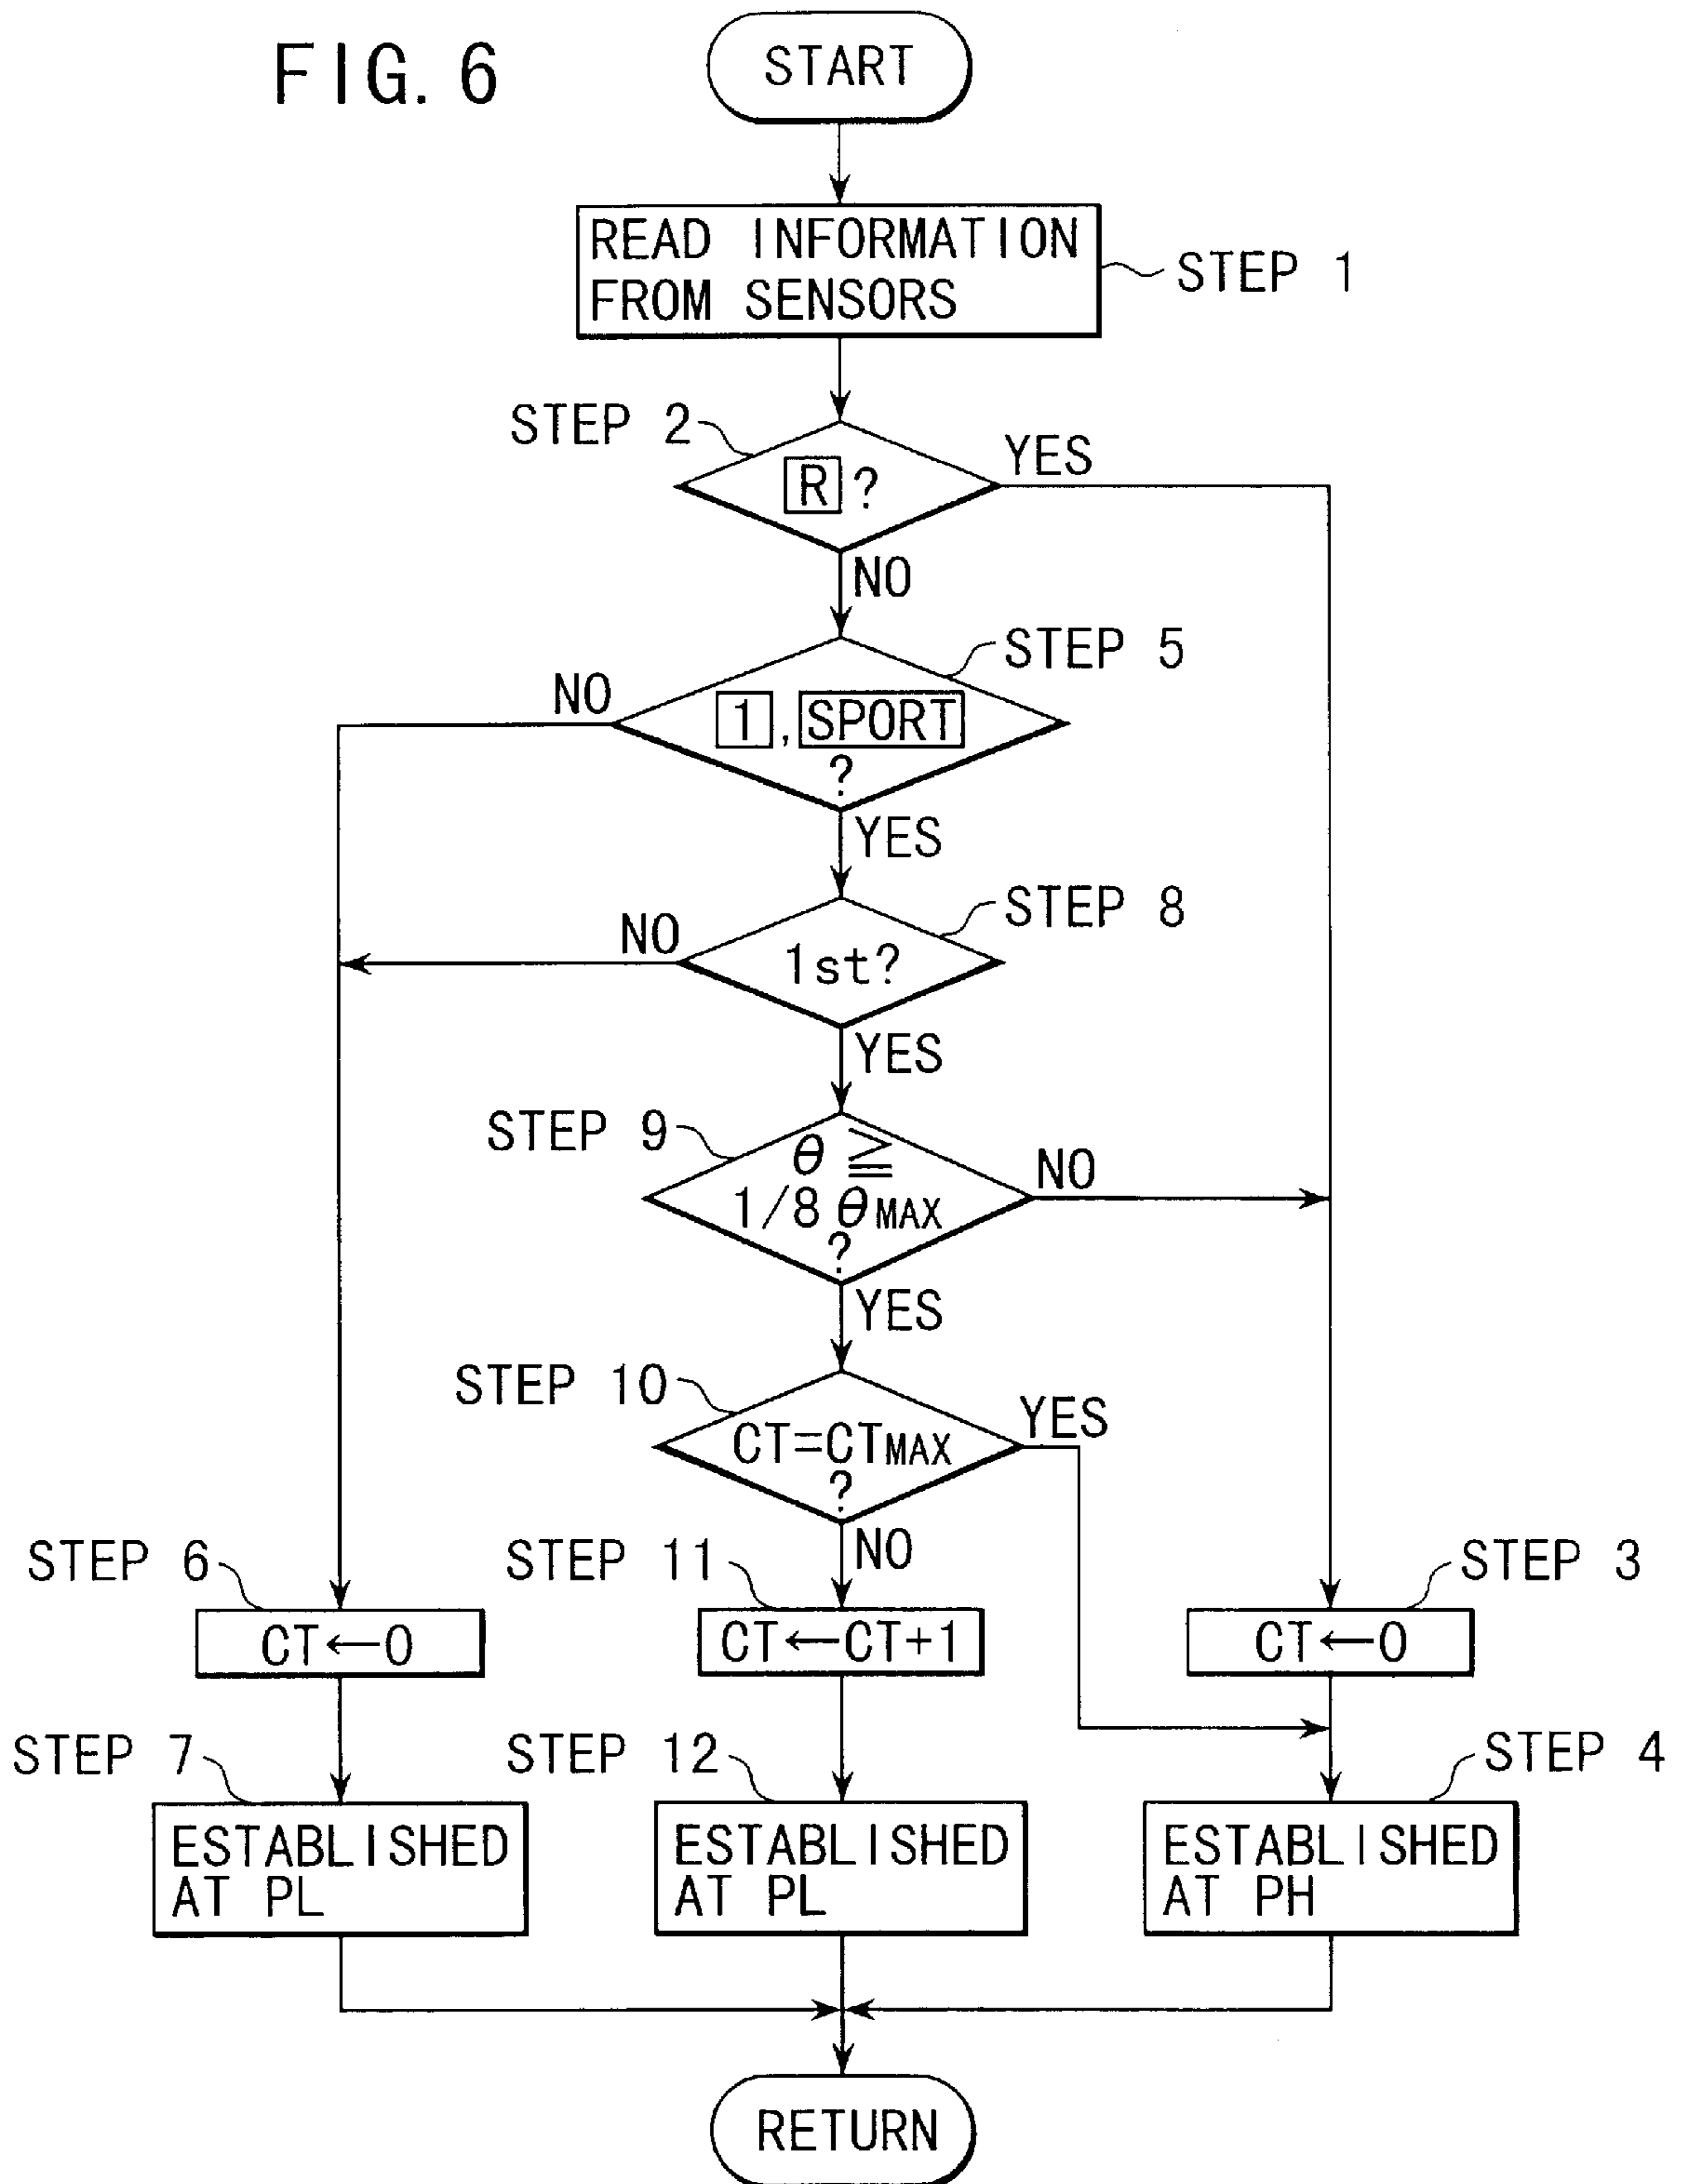 FIG. 6
START
READ INFORMATION
FROM SENSORS
STEP 1
STEP 2
R ?
YES
NO
STEP 5
NO
1 , SPORT
?
YES
STEP 8
NO
1st?
YES
STEP 9
θ ≧
1/8 θMAX
?
NO
YES
STEP 10
CT=CTMAX
?
YES
NO
STEP 6
CT←0
STEP 11
CT←CT+1
STEP 3
CT←0
STEP 7
ESTABLISHED
AT PL
STEP 12
ESTABLISHED
AT PL
STEP 4
ESTABLISHED
AT PH
RETURN